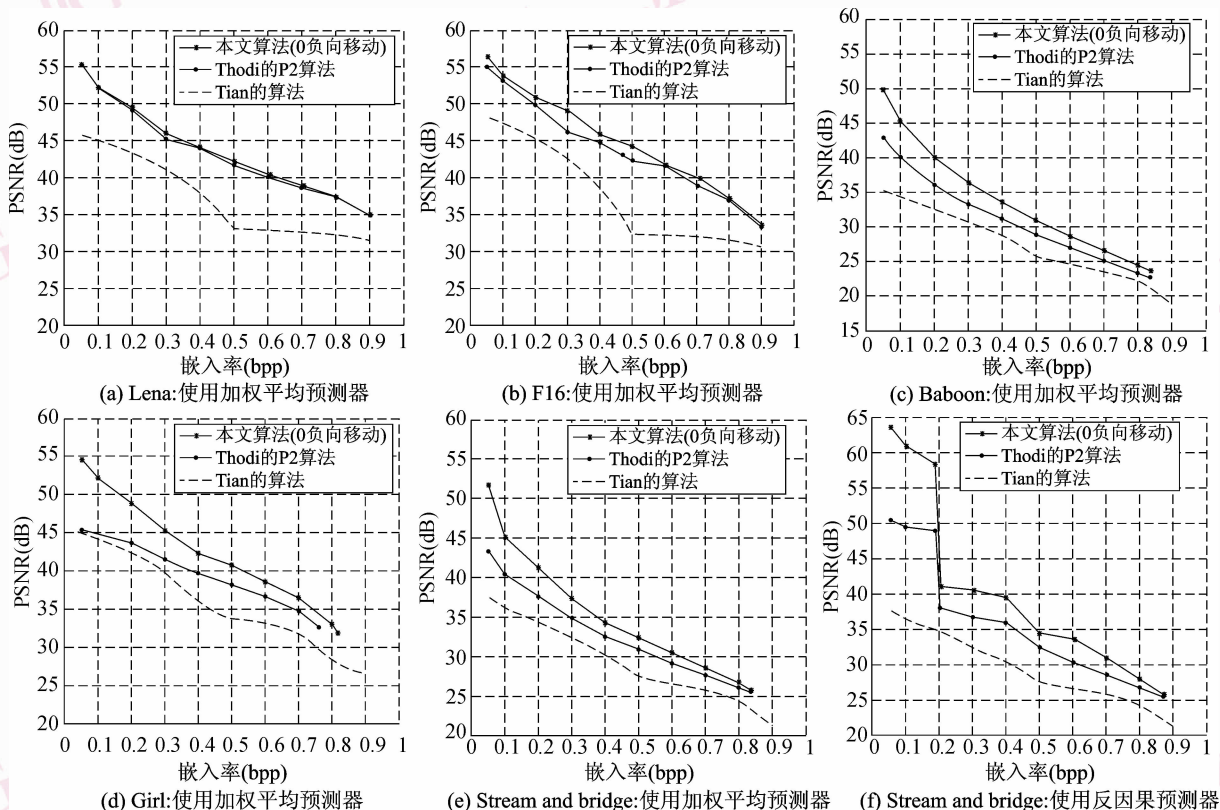 60
55
50
45
40
35
30
25
20
PSNR(dB)
本文算法(0负向移动)
Thodi的P2算法
Tian的算法
0 0.1 0.2 0.3 0.4 0.5 0.6 0.7 0.8 0.9 1
嵌入率(bpp)
(a) Lena:使用加权平均预测器
60
55
50
45
40
35
30
25
20
PSNR(dB)
本文算法(0负向移动)
Thodi的P2算法
Tian的算法
0 0.1 0.2 0.3 0.4 0.5 0.6 0.7 0.8 0.9 1
嵌入率(bpp)
(b) F16:使用加权平均预测器
60
55
50
45
40
35
30
25
20
15
PSNR(dB)
本文算法(0负向移动)
Thodi的P2算法
Tian的算法
0 0.1 0.2 0.3 0.4 0.5 0.6 0.7 0.8 0.9 1
嵌入率(bpp)
(c) Baboon:使用加权平均预测器
60
55
50
45
40
35
30
25
20
PSNR(dB)
本文算法(0负向移动)
Thodi的P2算法
Tian的算法
0 0.1 0.2 0.3 0.4 0.5 0.6 0.7 0.8 0.9 1
嵌入率(bpp)
(d) Girl:使用加权平均预测器
60
55
50
45
40
35
30
25
20
PSNR(dB)
本文算法(0负向移动)
Thodi的P2算法
Tian的算法
0 0.1 0.2 0.3 0.4 0.5 0.6 0.7 0.8 0.9 1
嵌入率(bpp)
(e) Stream and bridge:使用加权平均预测器
65
60
55
50
45
40
35
30
25
20
PSNR(dB)
本文算法(0负向移动)
Thodi的P2算法
Tian的算法
0 0.1 0.2 0.3 0.4 0.5 0.6 0.7 0.8 0.9 1
嵌入率(bpp)
(f) Stream and bridge:使用反因果预测器